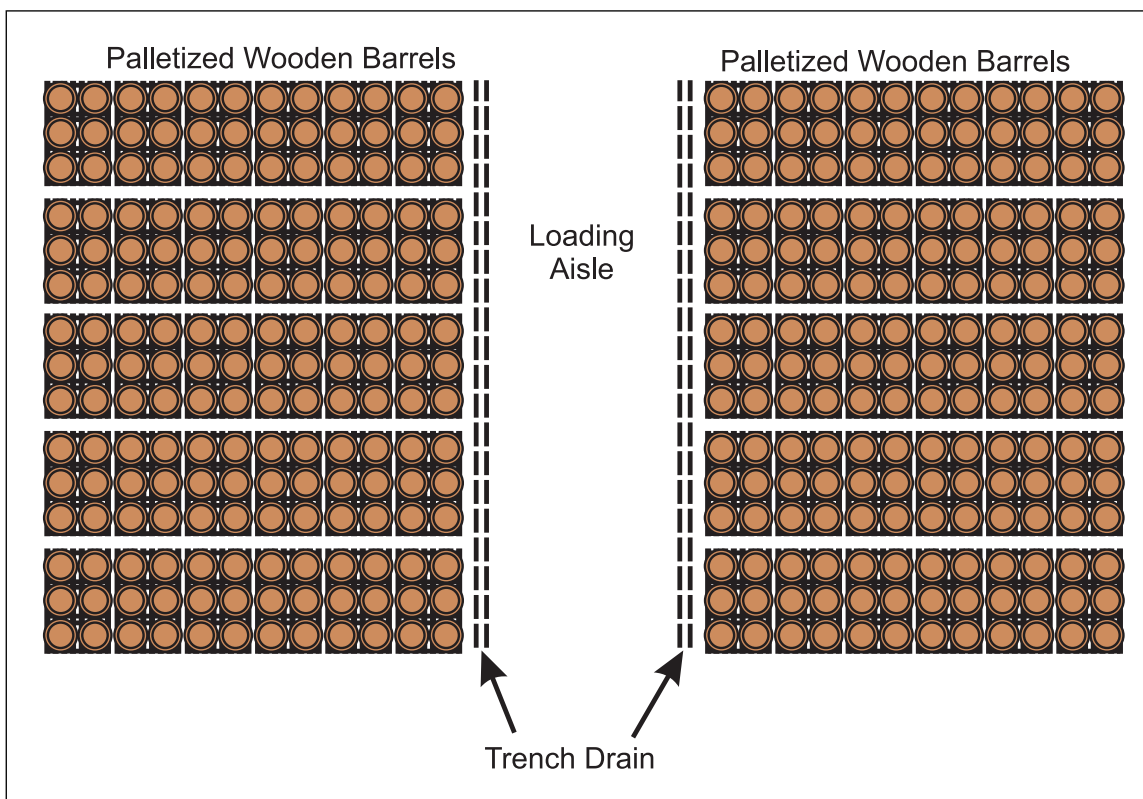 Palletized Wooden Barrels
Palletized Wooden Barrels
Loading
Aisle
Trench Drain